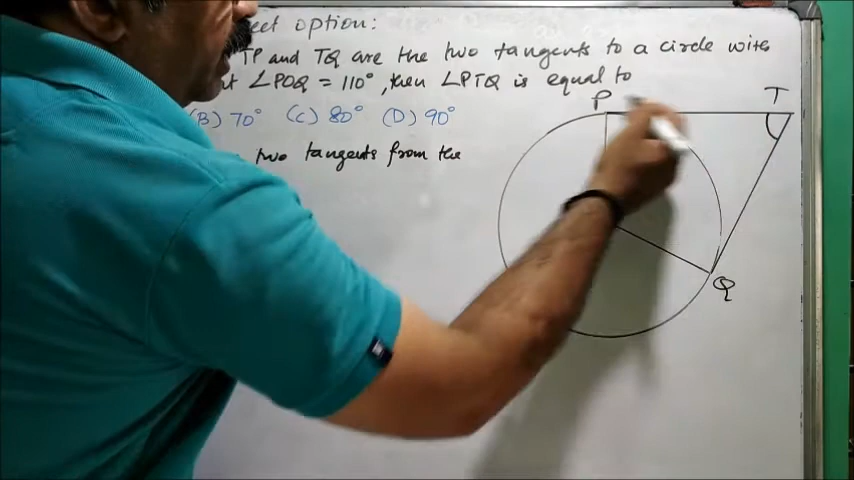 option:
TP and TQ are the two tangents to a circle with
∠POQ = 110°, then ∠PTQ is equal to
(B) 70° (C) 80° (D) 90°
P
T
two tangents from the
Q